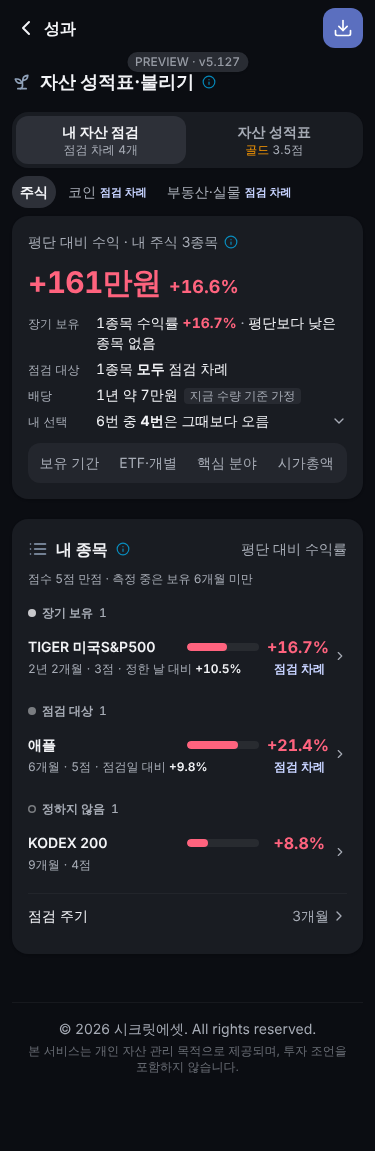 성과
PREVIEW · v5.127
자산 성적표·불리기
내 자산 점검
점검 차례 4개
자산 성적표
골드 3.5점
주식
코인 점검 차례
부동산·실물 점검 차례
평단 대비 수익 · 내 주식 3종목
+161만원 +16.6%
장기 보유 1종목 수익률 +16.7% · 평단보다 낮은
종목 없음
점검 대상 1종목 모두 점검 차례
배당 1년 약 7만원 지금 수량 기준 가정
내 선택 6번 중 4번은 그때보다 오름
보유 기간 ETF·개별 핵심 분야 시가총액
내 종목 평단 대비 수익률
점수 5점 만점 · 측정 중은 보유 6개월 미만
장기 보유 1
TIGER 미국S&P500 +16.7%
2년 2개월 · 3점 · 정한 날 대비 +10.5% 점검 차례
점검 대상 1
애플 +21.4%
6개월 · 5점 · 점검일 대비 +9.8% 점검 차례
정하지 않음 1
KODEX 200 +8.8%
9개월 · 4점
점검 주기 3개월
© 2026 시크릿에셋. All rights reserved.
본 서비스는 개인 자산 관리 목적으로 제공되며, 투자 조언을
포함하지 않습니다.